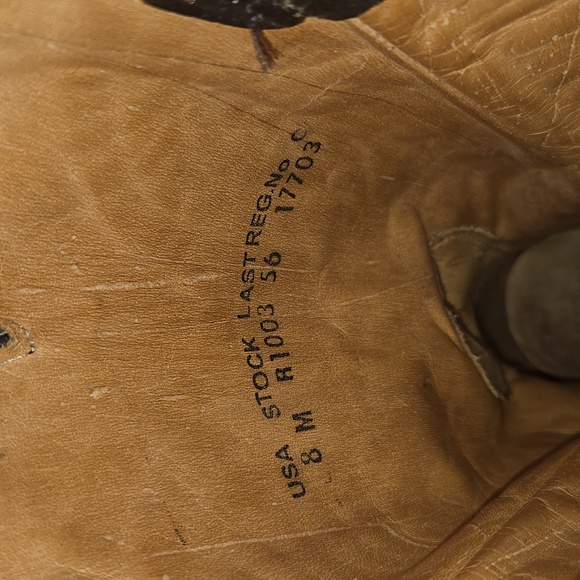 USA STOCK LAST REG.No
8 M R1003 56 17703 C